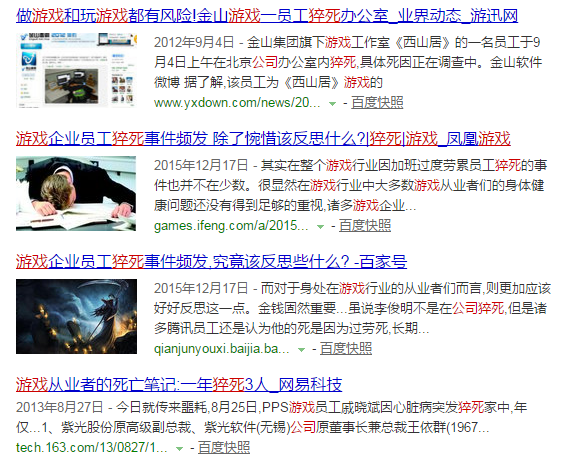 做游戏和玩游戏都有风险!金山游戏一员工猝死办公室_业界动态_游讯网
2012年9月4日 - 金山集团旗下游戏工作室《西山居》的一名员工于9
月4日上午在北京公司办公室内猝死,具体死因正在调查中。金山软件
微博 据了解,该员工为《西山居》游戏的
www.yxdown.com/news/20... - 百度快照
游戏企业员工猝死事件频发 除了惋惜该反思什么?|猝死|游戏_凤凰游戏
2015年12月17日 - 其实在整个游戏行业因加班过度劳累员工猝死的事
件也并不在少数。很显然在游戏行业中大多数游戏从业者们的身体健
康问题还没有得到足够的重视,诸多游戏企业...
games.ifeng.com/a/2015... - 百度快照
游戏企业员工猝死事件频发,究竟该反思些什么? -百家号
2015年12月17日 - 而对于身处在游戏行业的从业者们而言,则更加应该
好好反思这一点。金钱固然重要...虽说李俊明不是在公司猝死,但是诸
多腾讯员工还是认为他的死是因为过劳死,长期...
qianjunyouxi.baijia.ba... - 百度快照
游戏从业者的死亡笔记:一年猝死3人_网易科技
2013年8月27日 - 今日就传来噩耗,8月25日,PPS游戏员工戚晓斌因心脏病突发猝死家中,年
仅...1、紫光股份原高级副总裁、紫光软件(无锡)公司原董事长兼总裁王依群(1967...
tech.163.com/13/0827/1... - 百度快照